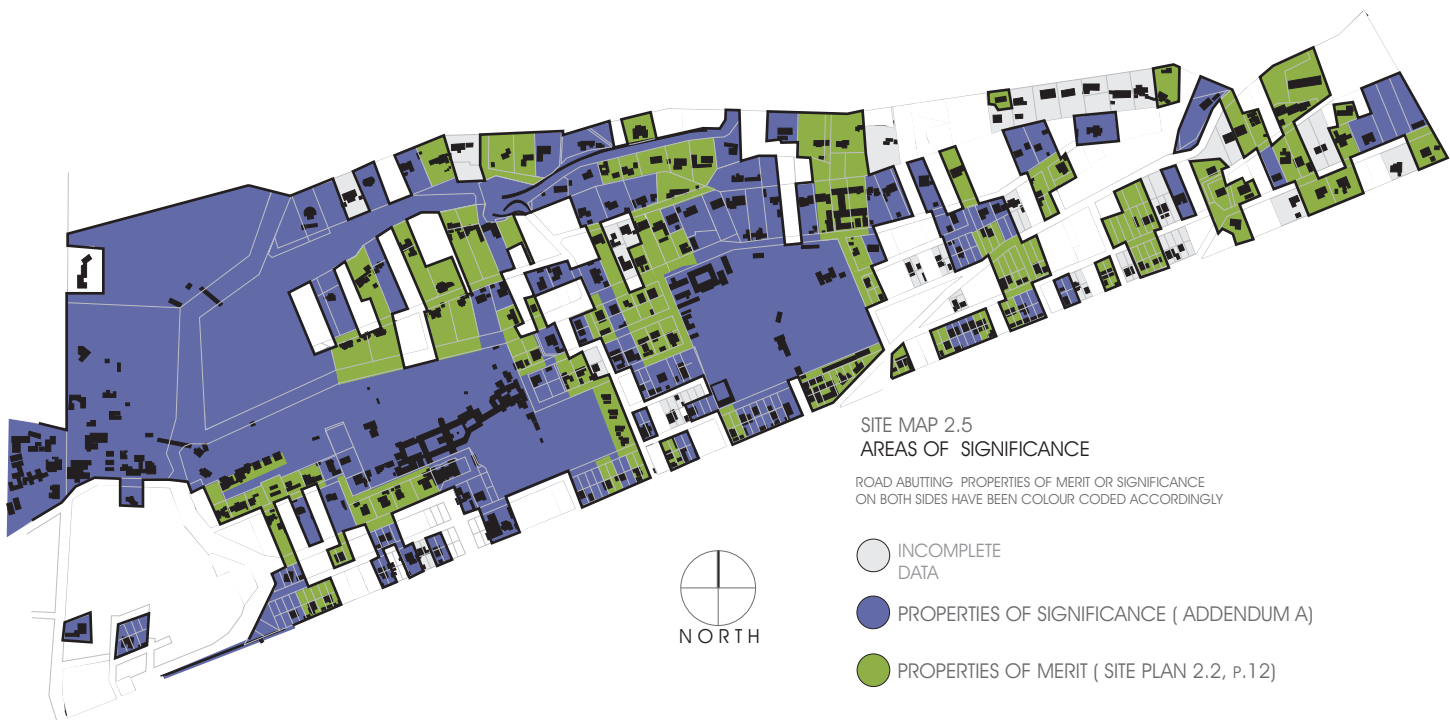 SITE MAP 2.5
AREAS OF SIGNIFICANCE
ROAD ABUTTING PROPERTIES OF MERIT OR SIGNIFICANCE
ON BOTH SIDES HAVE BEEN COLOUR CODED ACCORDINGLY
INCOMPLETE
DATA
PROPERTIES OF SIGNIFICANCE ( ADDENDUM A)
PROPERTIES OF MERIT ( SITE PLAN 2.2, P.12)
NORTH